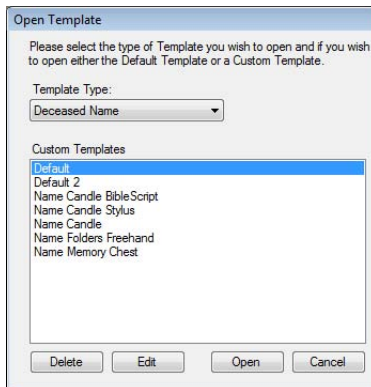 Open Template
Please select the type of Template you wish to open and if you wish
to open either the Default Template or a Custom Template.
Template Type:
Deceased Name
Custom Templates
Default
Default 2
Name Candle BibleScript
Name Candle Stylus
Name Candle
Name Folders Freehand
Name Memory Chest
Delete Edit Open Cancel